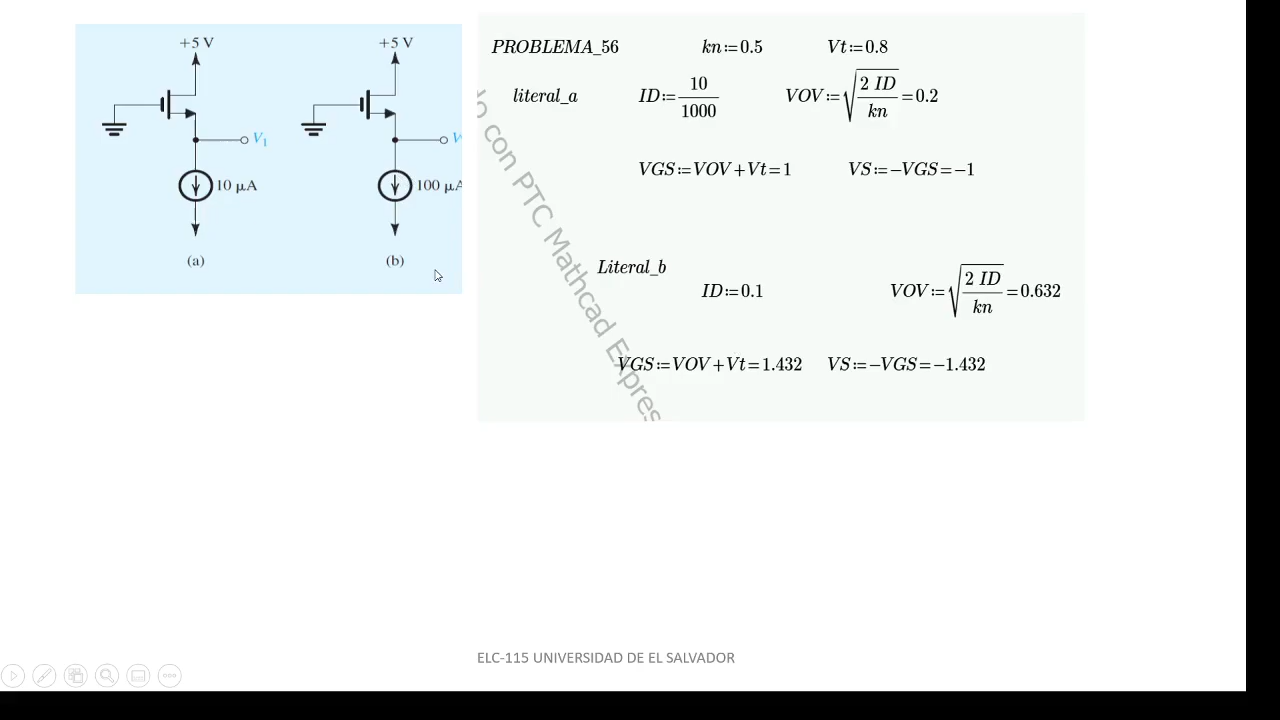 +5 V
+5 V
V1
10 µA
100 µA
(a)
(b)
PROBLEMA_56 kn:=0.5 Vt:=0.8
literal_a ID:=10/1000 VOV:=√(2 ID/kn)=0.2
VGS:=VOV+Vt=1 VS:=−VGS=−1
Literal_b
ID:=0.1 VOV:=√(2 ID/kn)=0.632
VGS:=VOV+Vt=1.432 VS:=−VGS=−1.432
con PTC Mathcad Expres
ELC-115 UNIVERSIDAD DE EL SALVADOR